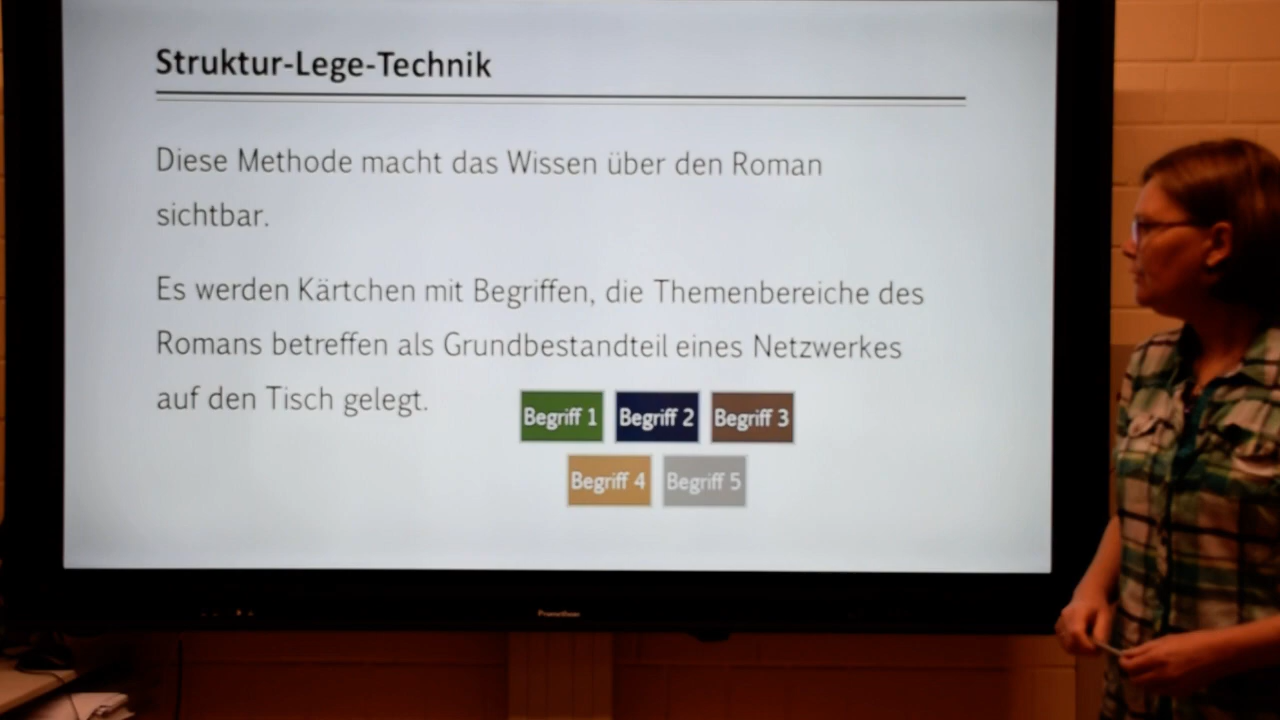 Struktur-Lege-Technik
Diese Methode macht das Wissen über den Roman
sichtbar.
Es werden Kärtchen mit Begriffen, die Themenbereiche des
Romans betreffen als Grundbestandteil eines Netzwerkes
auf den Tisch gelegt.
Begriff 1 Begriff 2 Begriff 3
Begriff 4 Begriff 5
Promethean